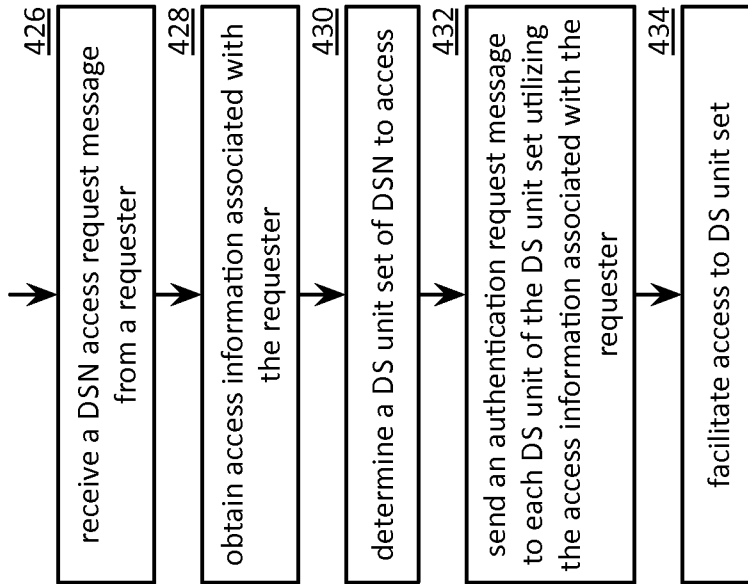 426
receive a DSN access request message
from a requester
428
obtain access information associated with
the requester
430
determine a DS unit set of DSN to access
432
send an authentication request message
to each DS unit of the DS unit set utilizing
the access information associated with the
requester
434
facilitate access to DS unit set